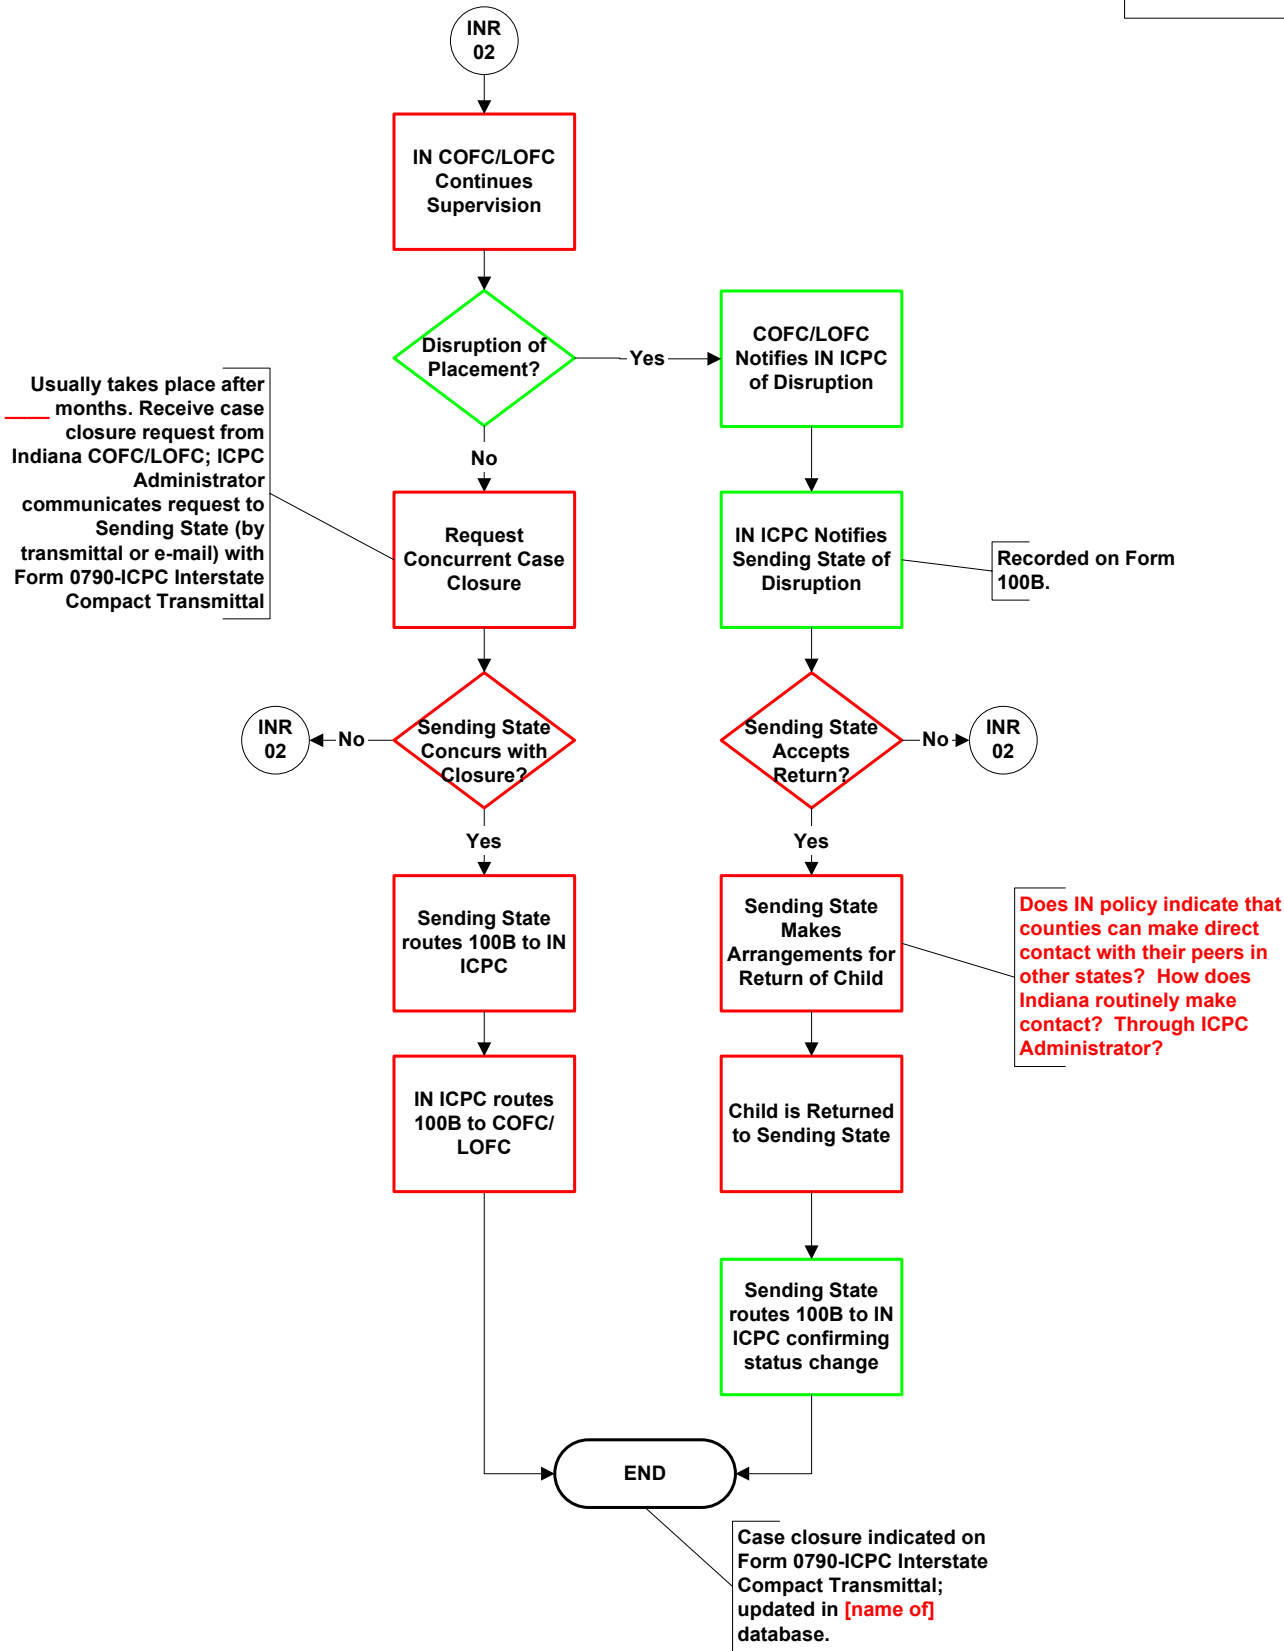 INR
02
IN COFC/LOFC
Continues
Supervision
Disruption of
Placement?
Yes
COFC/LOFC
Notifies IN ICPC
of Disruption
Usually takes place after
____ months. Receive case
closure request from
Indiana COFC/LOFC; ICPC
Administrator
communicates request to
Sending State (by
transmittal or e-mail) with
Form 0790-ICPC Interstate
Compact Transmittal
No
Request
Concurrent Case
Closure
IN ICPC Notifies
Sending State of
Disruption
Recorded on Form
100B.
INR
02
No
Sending State
Concurs with
Closure?
Sending State
Accepts
Return?
No
INR
02
Yes
Yes
Sending State
routes 100B to IN
ICPC
Sending State
Makes
Arrangements for
Return of Child
Does IN policy indicate that
counties can make direct
contact with their peers in
other states? How does
Indiana routinely make
contact? Through ICPC
Administrator?
IN ICPC routes
100B to COFC/
LOFC
Child is Returned
to Sending State
Sending State
routes 100B to IN
ICPC confirming
status change
END
Case closure indicated on
Form 0790-ICPC Interstate
Compact Transmittal;
updated in [name of]
database.